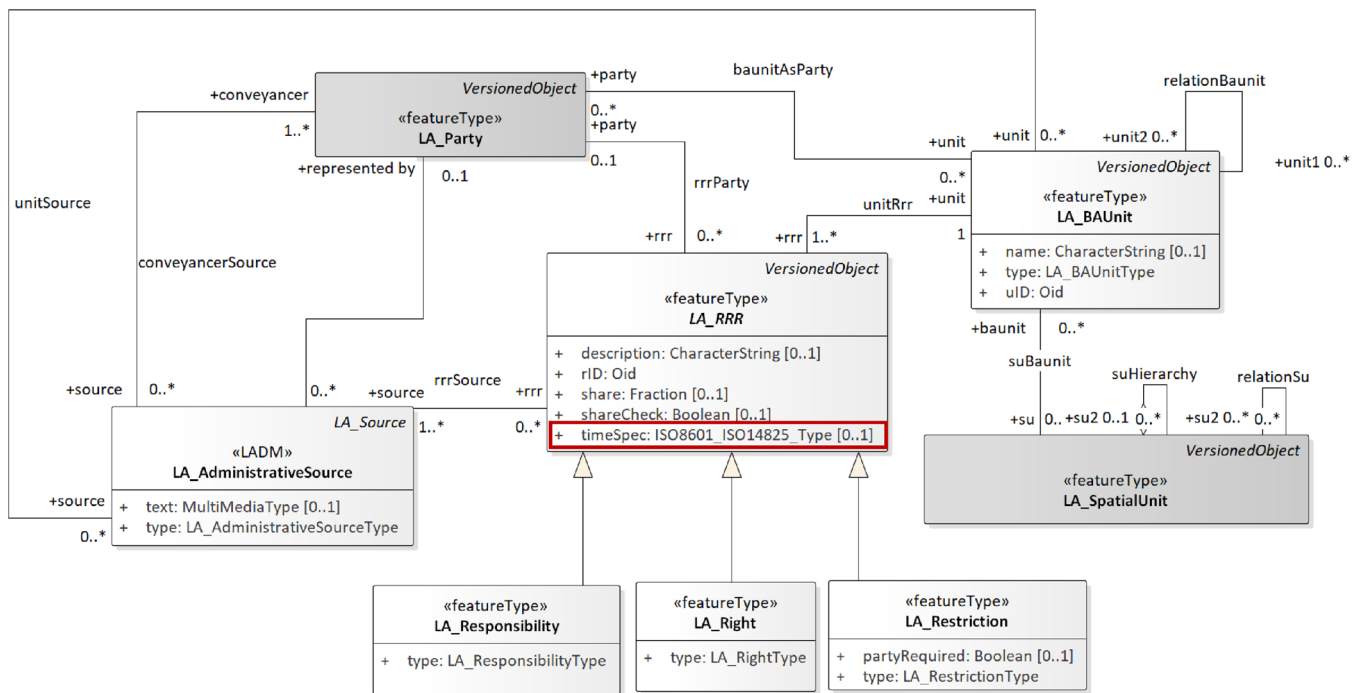 +party
baunitAsParty
relationBaunit
VersionedObject
+conveyancer
«featureType»
0..*
1..*
LA_Party
+party
+unit
0..*
+unit2 0..*
+unit
+unit1 0..*
+represented by
0..1
0..1
VersionedObject
0..*
rrrParty
unitSource
unitRrr
+unit
«featureType»
LA_BAUnit
+rrr
0..*
+rrr
1..*
1
+ name: CharacterString [0..1]
+ type: LA_BAUnitType
+ uID: Oid
conveyancerSource
VersionedObject
«featureType»
LA_RRR
+baunit
0..*
+ description: CharacterString [0..1]
+ rID: Oid
+ share: Fraction [0..1]
+ shareCheck: Boolean [0..1]
+ timeSpec: ISO8601_ISO14825_Type [0..1]
suBaunit
suHierarchy
relationSu
rrrSource
+source
0..*
0..*
+source
+rrr
1..*
0..*
+su
0..
+su2 0..1
0..*
+su2 0..*
0..*
LA_Source
«LADM»
LA_AdministrativeSource
VersionedObject
«featureType»
LA_SpatialUnit
+source
0..*
+ text: MultiMediaType [0..1]
+ type: LA_AdministrativeSourceType
«featureType»
LA_Responsibility
+ type: LA_ResponsibilityType
«featureType»
LA_Right
+ type: LA_RightType
«featureType»
LA_Restriction
+ partyRequired: Boolean [0..1]
+ type: LA_RestrictionType